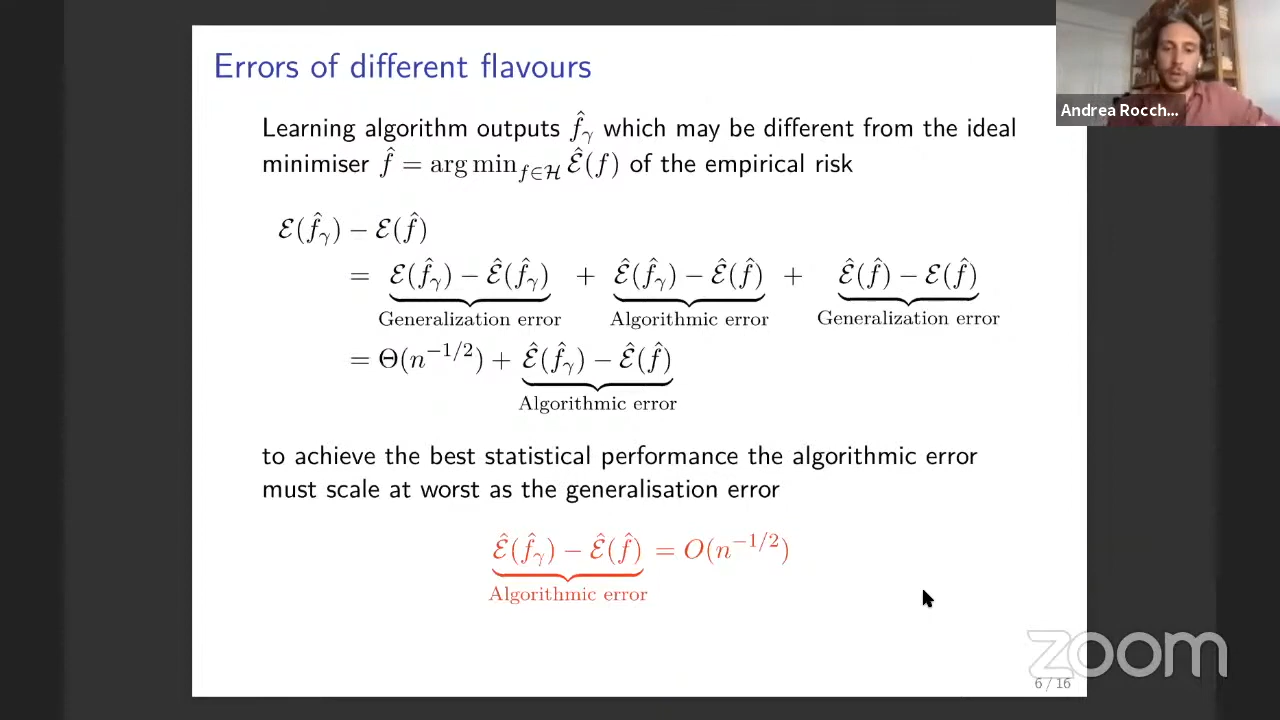 Errors of different flavours
Andrea Rocch...
Learning algorithm outputs f̂_γ which may be different from the ideal
minimiser f̂ = arg min_{f∈ℋ} ℰ̂(f) of the empirical risk
ℰ(f̂_γ) − ℰ(f̂)
= ℰ(f̂_γ) − ℰ̂(f̂_γ) + ℰ̂(f̂_γ) − ℰ̂(f̂) + ℰ̂(f̂) − ℰ(f̂)
Generalization error Algorithmic error Generalization error
= Θ(n^{−1/2}) + ℰ̂(f̂_γ) − ℰ̂(f̂)
Algorithmic error
to achieve the best statistical performance the algorithmic error
must scale at worst as the generalisation error
ℰ̂(f̂_γ) − ℰ̂(f̂) = O(n^{−1/2})
Algorithmic error
zoom
6 / 16